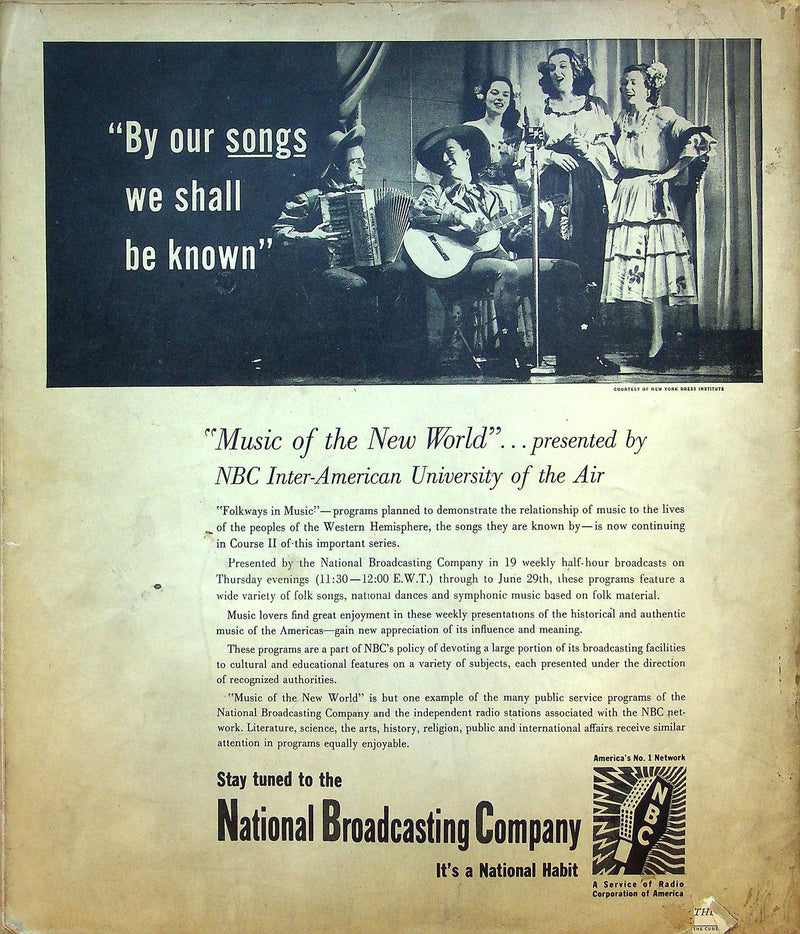 “By our songs
we shall
be known”
COURTESY OF NEW YORK DRESS INSTITUTE
“Music of the New World”... presented by
NBC Inter-American University of the Air
“Folkways in Music”—programs planned to demonstrate the relationship of music to the lives
of the peoples of the Western Hemisphere, the songs they are known by—is now continuing
in Course II of this important series.
Presented by the National Broadcasting Company in 19 weekly half-hour broadcasts on
Thursday evenings (11:30—12:00 E.W.T.) through to June 29th, these programs feature a
wide variety of folk songs, national dances and symphonic music based on folk material.
Music lovers find great enjoyment in these weekly presentations of the historical and authentic
music of the Americas—gain new appreciation of its influence and meaning.
These programs are a part of NBC’s policy of devoting a large portion of its broadcasting facilities
to cultural and educational features on a variety of subjects, each presented under the direction
of recognized authorities.
“Music of the New World” is but one example of the many public service programs of the
National Broadcasting Company and the independent radio stations associated with the NBC net-
work. Literature, science, the arts, history, religion, public and international affairs receive similar
attention in programs equally enjoyable.
America’s No. 1 Network
Stay tuned to the
National Broadcasting Company
NBC
It’s a National Habit
A Service of Radio
Corporation of America
THE